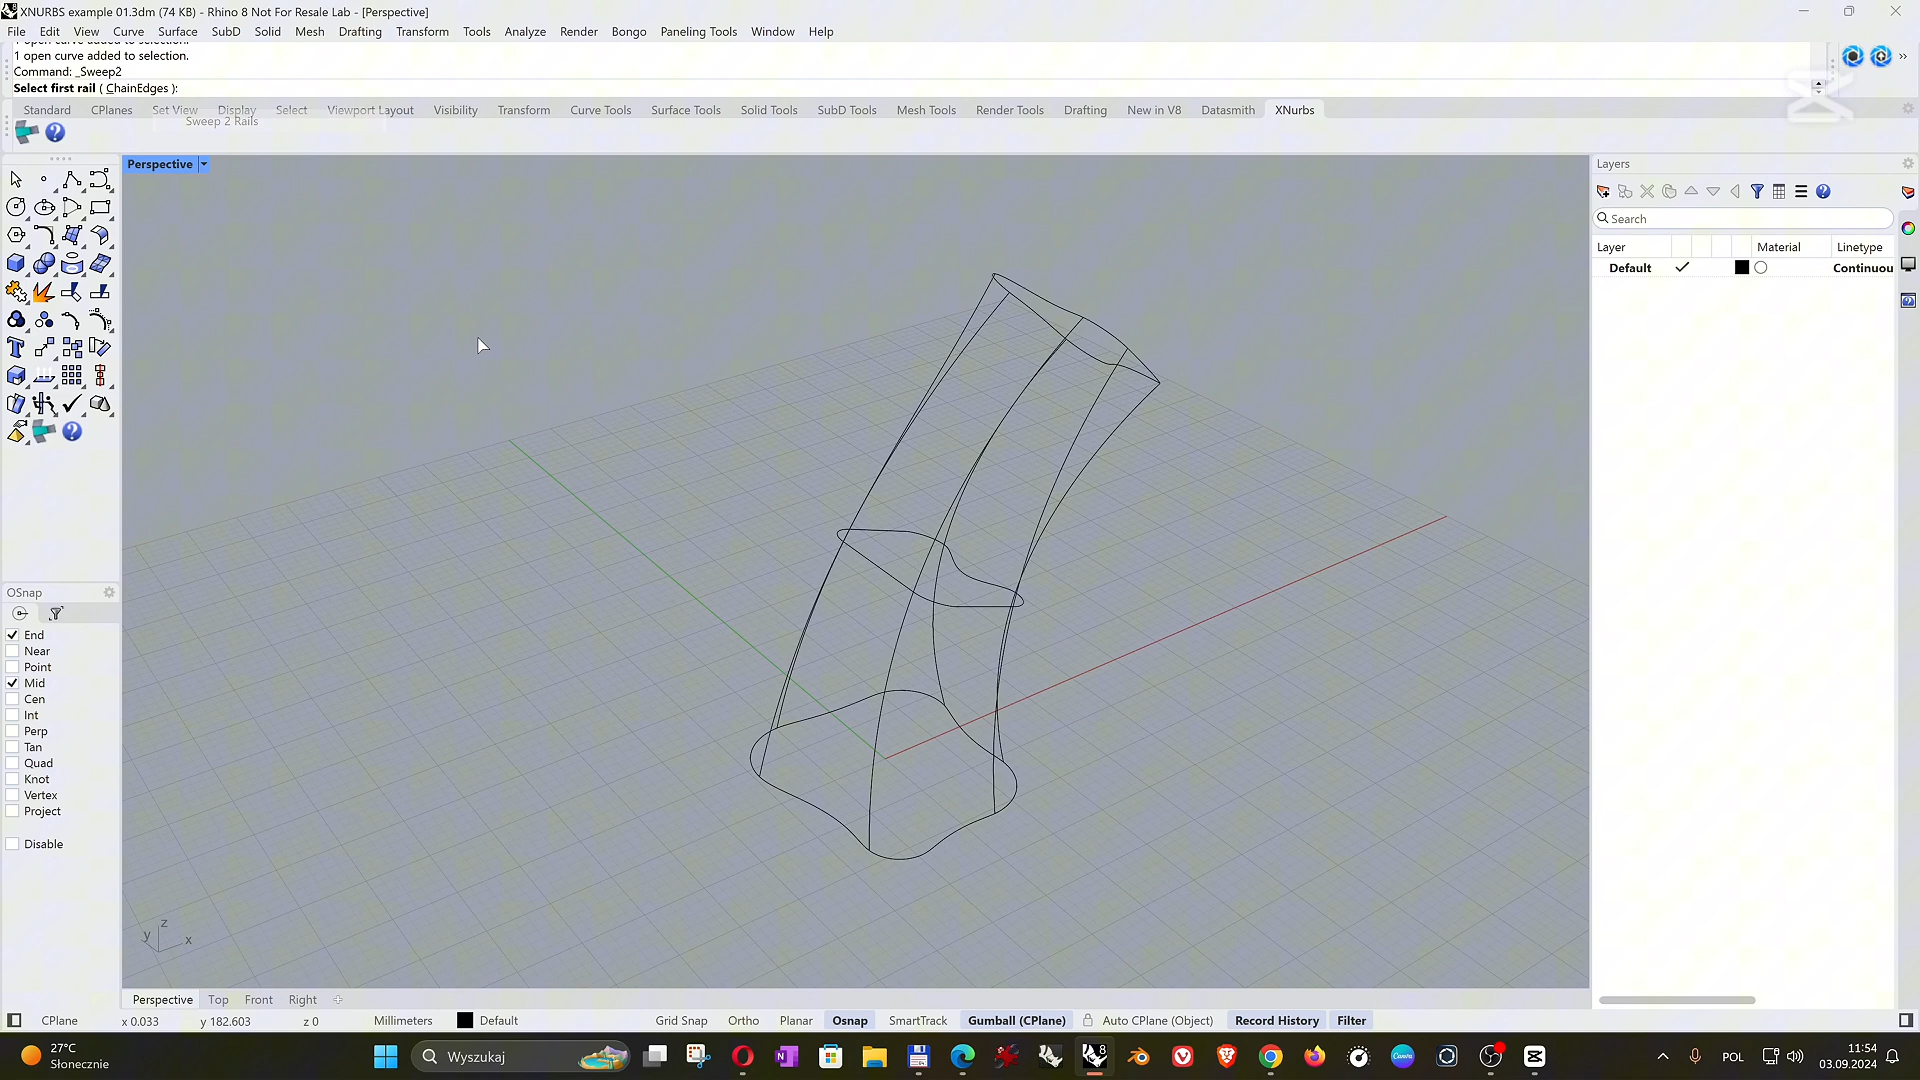 XNURBS example 01.3dm (74 KB) - Rhino 8 Not For Resale Lab - [Perspective]
File Edit View Curve Surface SubD Solid Mesh Drafting Transform Tools Analyze Render Bongo Paneling Tools Window Help
1 open curve added to selection.
1 open curve added to selection.
Command: _Sweep2
Select first rail ( ChainEdges ):
Standard CPlanes Set View Display Select Viewport Layout Visibility Transform Curve Tools Surface Tools Solid Tools SubD Tools Mesh Tools Render Tools Drafting New in V8 Datasmith XNurbs
Sweep 2 Rails
Perspective
Layers
Search
Layer Material Linetype
Default Continuou
OSnap
End
Near
Point
Mid
Cen
Int
Perp
Tan
Quad
Knot
Vertex
Project
Disable
z
y
x
Perspective Top Front Right
CPlane x 0.033 y 182.603 z 0 Millimeters Default Grid Snap Ortho Planar Osnap SmartTrack Gumball (CPlane) Auto CPlane (Object) Record History Filter
27°C
Słonecznie
Wyszukaj
POL
11:54
03.09.2024